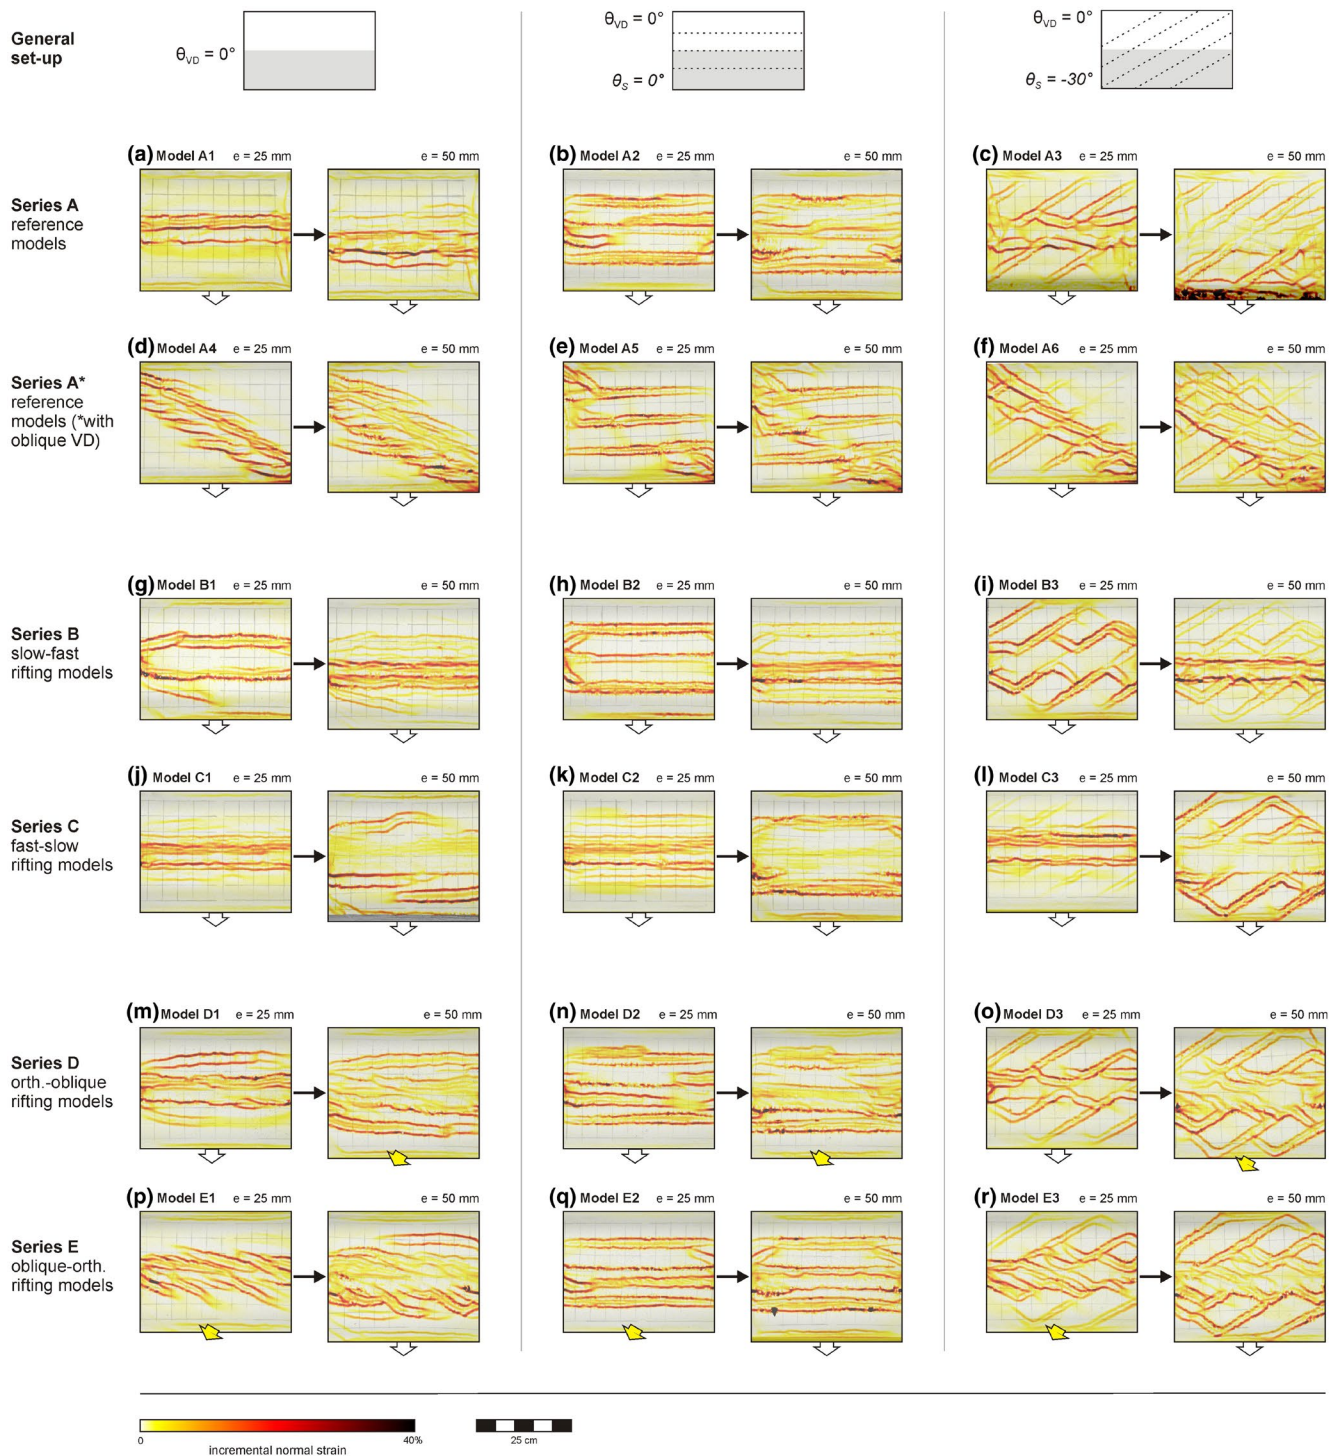 General
set-up
θVD = 0°
θVD = 0°
θS = 0°
θVD = 0°
θS = -30°
Series A
reference
models
(a) Model A1 e = 25 mm e = 50 mm
(b) Model A2 e = 25 mm e = 50 mm
(c) Model A3 e = 25 mm e = 50 mm
Series A*
reference
models (*with
oblique VD)
(d) Model A4 e = 25 mm e = 50 mm
(e) Model A5 e = 25 mm e = 50 mm
(f) Model A6 e = 25 mm e = 50 mm
Series B
slow-fast
rifting models
(g) Model B1 e = 25 mm e = 50 mm
(h) Model B2 e = 25 mm e = 50 mm
(i) Model B3 e = 25 mm e = 50 mm
Series C
fast-slow
rifting models
(j) Model C1 e = 25 mm e = 50 mm
(k) Model C2 e = 25 mm e = 50 mm
(l) Model C3 e = 25 mm e = 50 mm
Series D
orth.-oblique
rifting models
(m) Model D1 e = 25 mm e = 50 mm
(n) Model D2 e = 25 mm e = 50 mm
(o) Model D3 e = 25 mm e = 50 mm
Series E
oblique-orth.
rifting models
(p) Model E1 e = 25 mm e = 50 mm
(q) Model E2 e = 25 mm e = 50 mm
(r) Model E3 e = 25 mm e = 50 mm
0 40%
incremental normal strain
25 cm